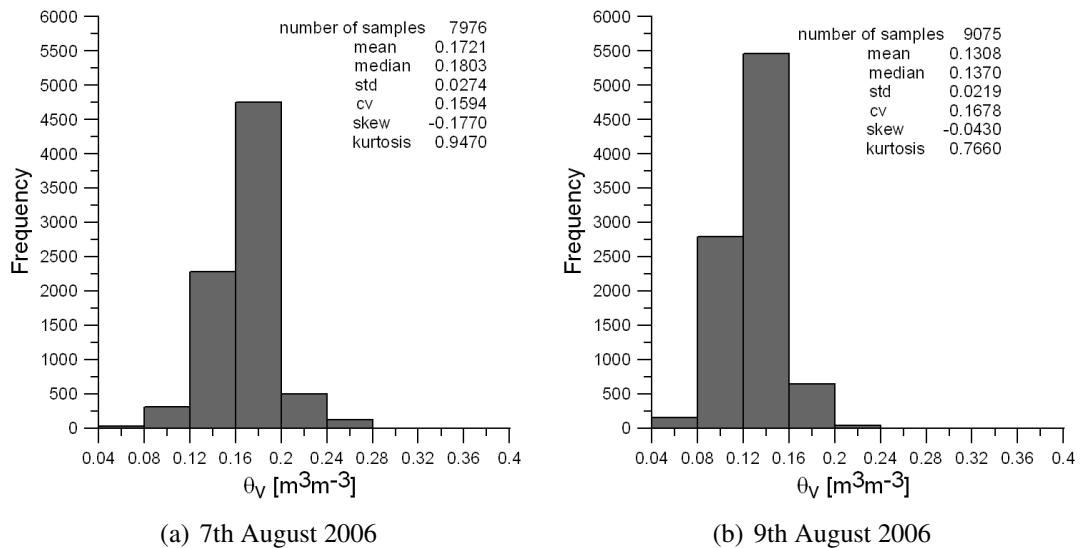 6000
5500
5000
4500
4000
3500
3000
2500
2000
1500
1000
500
0
Frequency
number of samples 7976
mean 0.1721
median 0.1803
std 0.0274
cv 0.1594
skew -0.1770
kurtosis 0.9470
0.04 0.08 0.12 0.16 0.2 0.24 0.28 0.32 0.36 0.4
θV [m3m-3]
(a) 7th August 2006
6000
5500
5000
4500
4000
3500
3000
2500
2000
1500
1000
500
0
Frequency
number of samples 9075
mean 0.1308
median 0.1370
std 0.0219
cv 0.1678
skew -0.0430
kurtosis 0.7660
0.04 0.08 0.12 0.16 0.2 0.24 0.28 0.32 0.36 0.4
θV [m3m-3]
(b) 9th August 2006